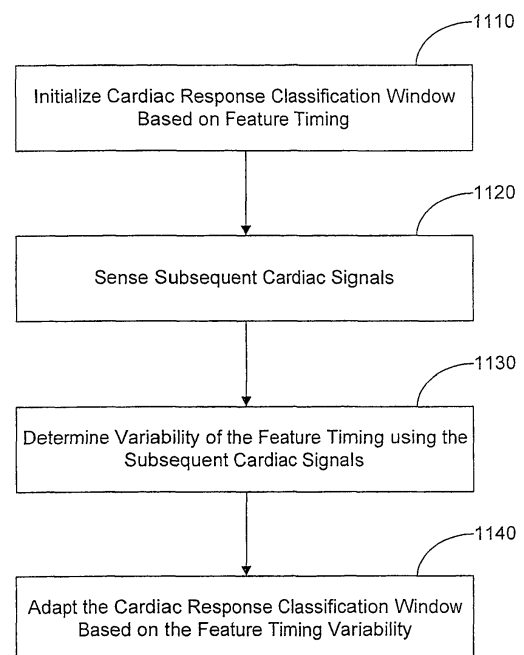 1110
Initialize Cardiac Response Classification Window
Based on Feature Timing
1120
Sense Subsequent Cardiac Signals
1130
Determine Variability of the Feature Timing using the
Subsequent Cardiac Signals
1140
Adapt the Cardiac Response Classification Window
Based on the Feature Timing Variability